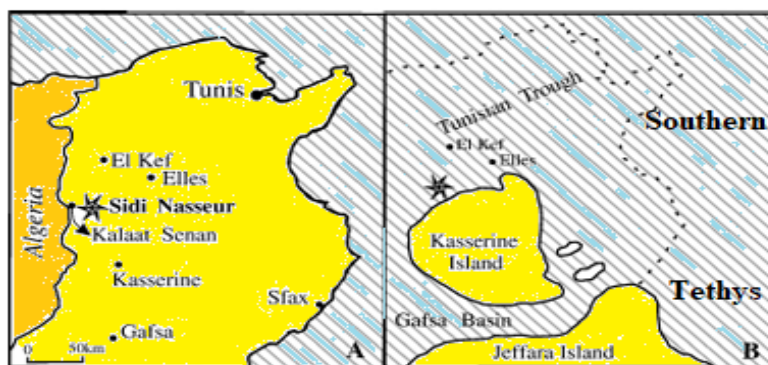 Tunis
El Kef
Elles
Sidi Nasseur
Kalaat Senan
Algeria
Kasserine
Sfax
Gafsa
0 50km
A
Tunisian Trough
Southern
El Kef
Elles
Kasserine
Island
Tethys
Gafsa Basin
Jeffara Island
B